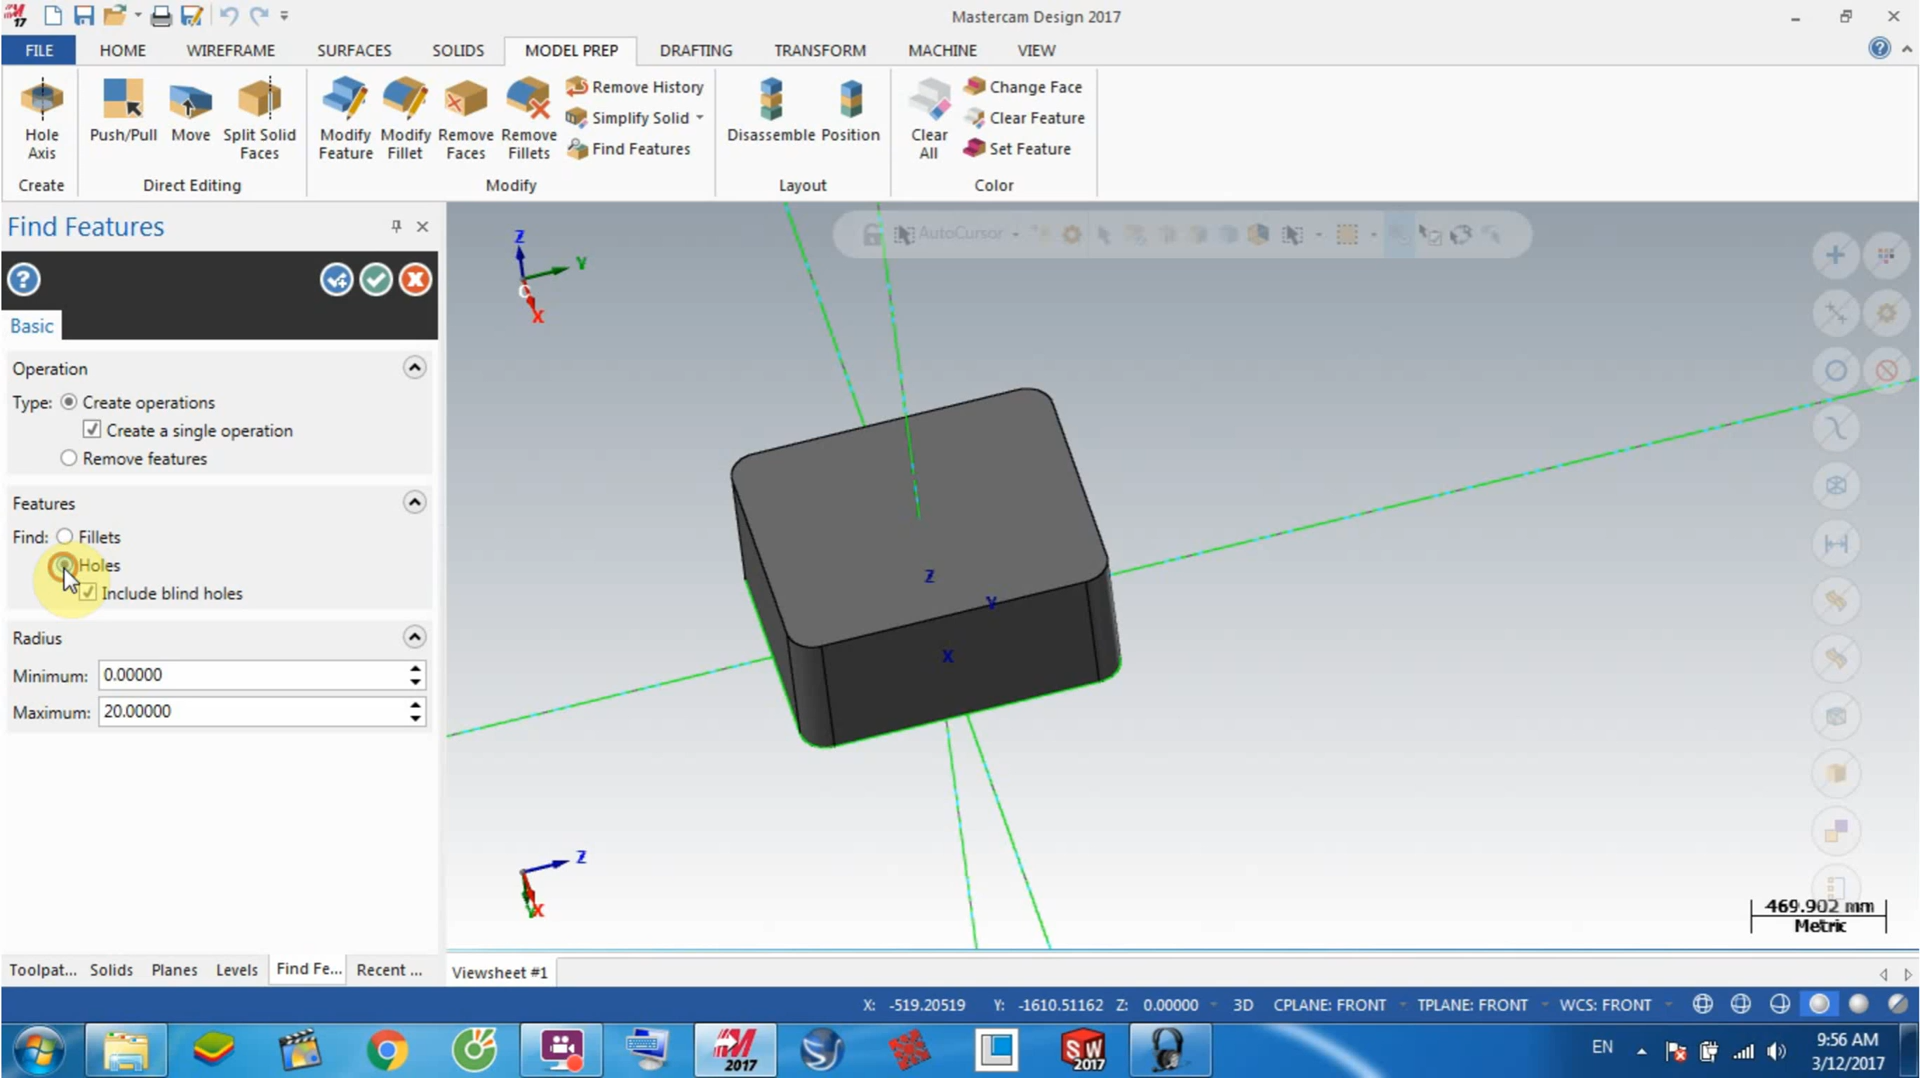 17
Mastercam Design 2017
FILE HOME WIREFRAME SURFACES SOLIDS MODEL PREP DRAFTING TRANSFORM MACHINE VIEW
Hole Axis
Push/Pull
Move
Split Solid Faces
Modify Feature
Modify Fillet
Remove Faces
Remove Fillets
Remove History
Simplify Solid
Find Features
Disassemble
Position
Clear All
Change Face
Clear Feature
Set Feature
Create Direct Editing Modify Layout Color
Find Features
Basic
Operation
Type: Create operations
Create a single operation
Remove features
Features
Find: Fillets
Holes
Include blind holes
Radius
Minimum: 0.00000
Maximum: 20.00000
AutoCursor
Z
Y
X
Z
Y
X
Z
Y
X
469.902 mm
Metric
Toolpat... Solids Planes Levels Find Fe... Recent ...
Viewsheet #1
X: -519.20519 Y: -1610.51162 Z: 0.00000 3D CPLANE: FRONT TPLANE: FRONT WCS: FRONT
2017
SW
2017
EN
9:56 AM
3/12/2017